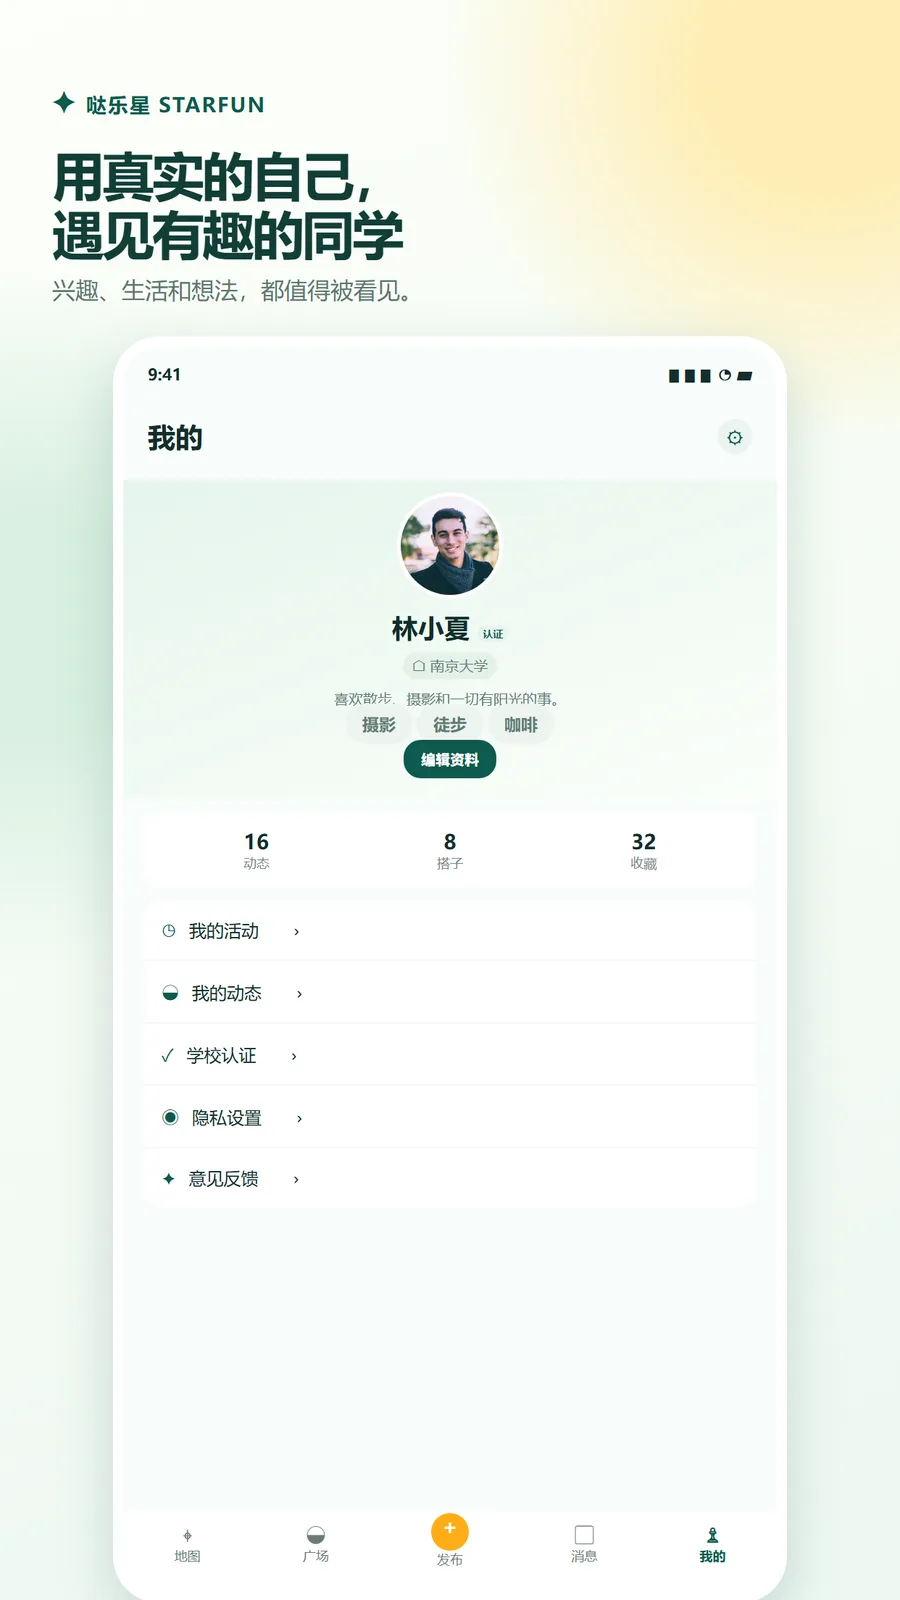 哒乐星 STARFUN
用真实的自己，
遇见有趣的同学
兴趣、生活和想法，都值得被看见。
9:41
我的
林小夏 认证
南京大学
喜欢散步、摄影和一切有阳光的事。
摄影 徒步 咖啡
编辑资料
16 8 32
动态 搭子 收藏
我的活动 ›
我的动态 ›
学校认证 ›
隐私设置 ›
意见反馈 ›
地图 广场 发布 消息 我的